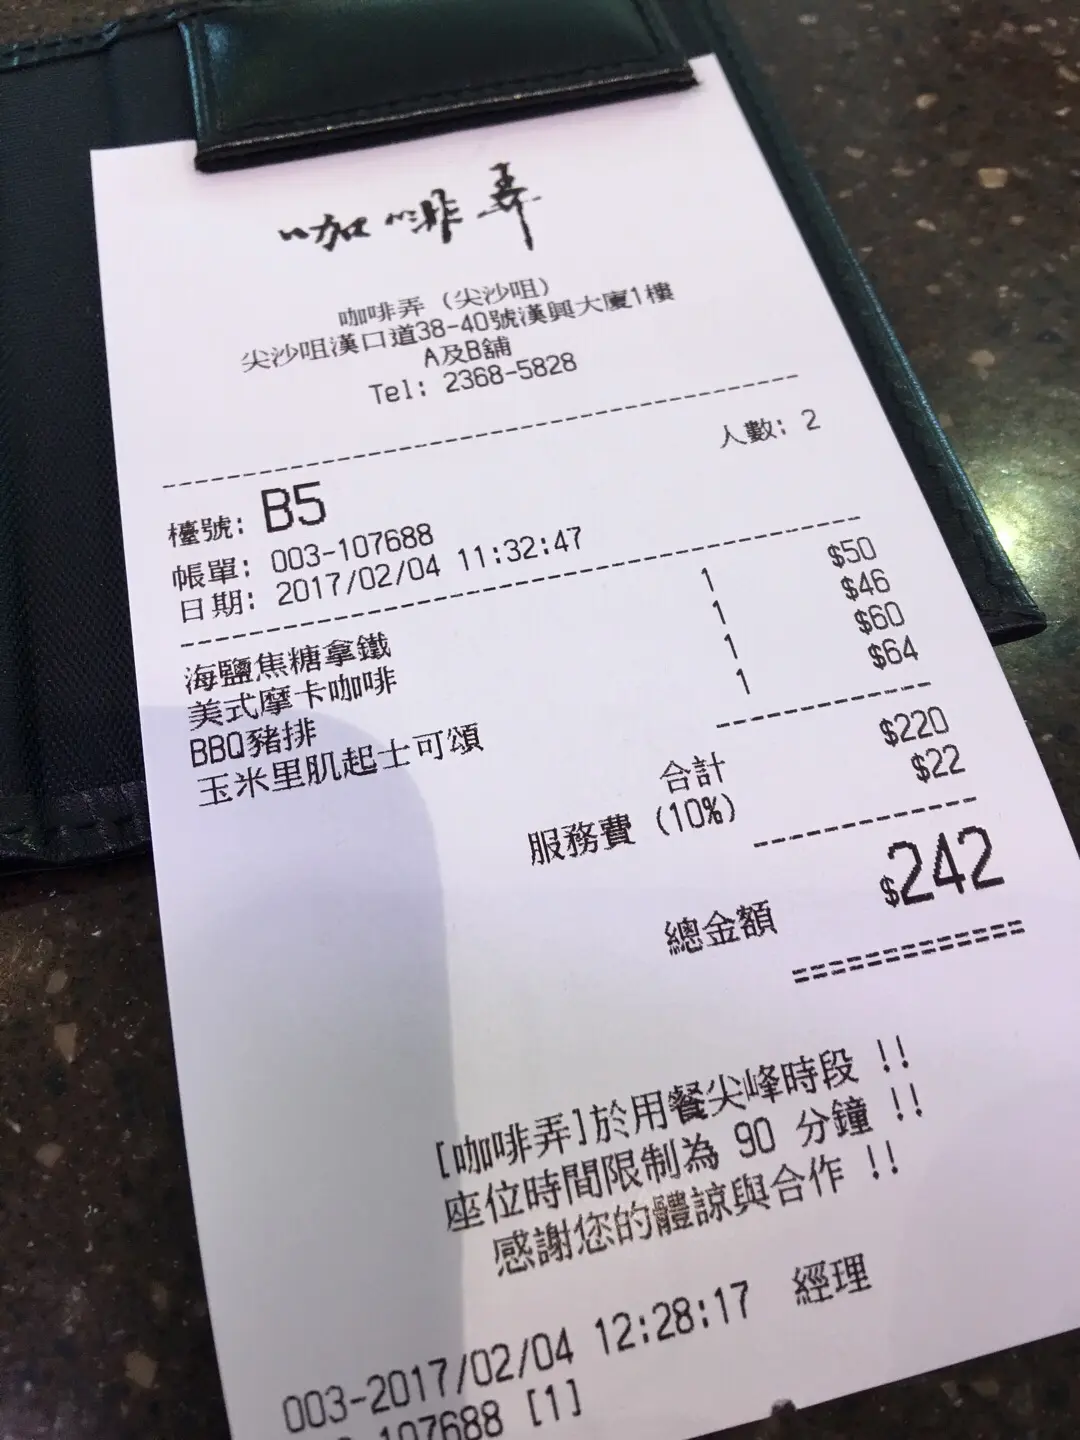 咖啡弄
咖啡弄 (尖沙咀)
尖沙咀漢口道38-40號漢興大廈1樓
A及B舖
Tel: 2368-5828
人數: 2
檯號: B5
帳單: 003-107688
日期: 2017/02/04 11:32:47
海鹽焦糖拿鐵 1 $50
美式摩卡咖啡 1 $46
BBQ豬排 1 $60
玉米里肌起士可頌 1 $64
合計 $220
服務費 (10%) $22
總金額 $242
[咖啡弄]於用餐尖峰時段 !!
座位時間限制為 90 分鐘 !!
感謝您的體諒與合作 !!
003-2017/02/04 12:28:17 經理
107688 [1]